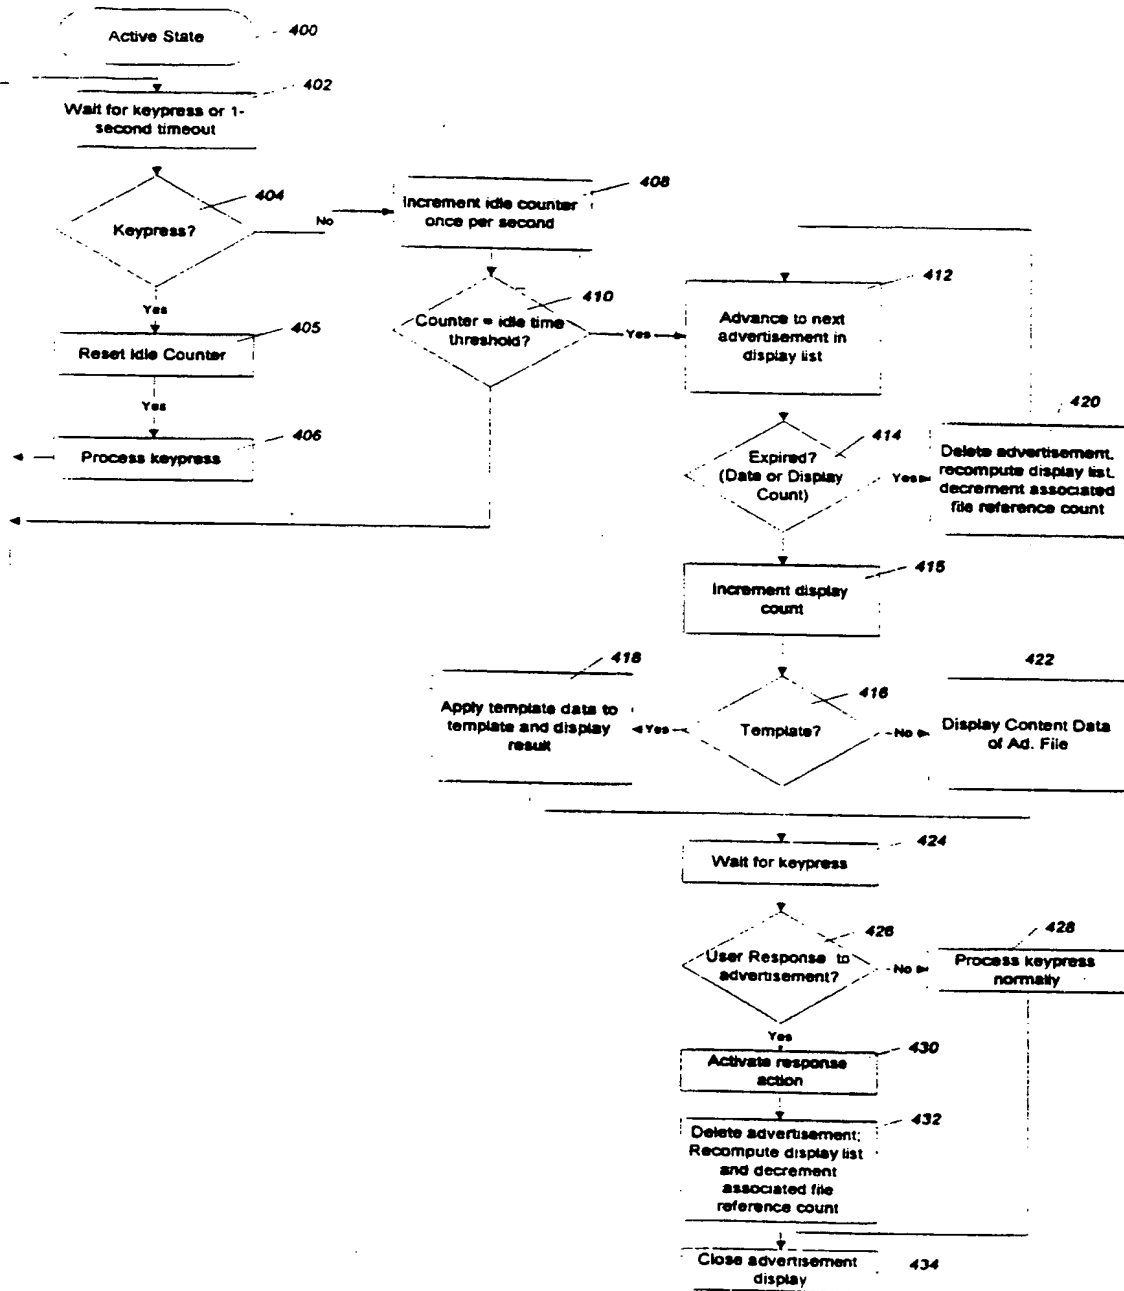 Active State
400
402
Wait for keypress or 1-
second timeout
404
Keypress?
No
408
Increment idle counter
once per second
410
Counter = idle time
threshold?
Yes
Yes
405
Reset Idle Counter
Yes
406
Process keypress
412
Advance to next
advertisement in
display list
414
Expired?
(Date or Display
Count)
Yes
420
Delete advertisement,
recompute display list,
decrement associated
file reference count
415
Increment display
count
416
Template?
Yes
No
418
Apply template data to
template and display
result
422
Display Content Data
of Ad. File
424
Wait for keypress
426
User Response to
advertisement?
No
428
Process keypress
normally
Yes
430
Activate response
action
432
Delete advertisement;
Recompute display list
and decrement
associated file
reference count
Close advertisement
display
434